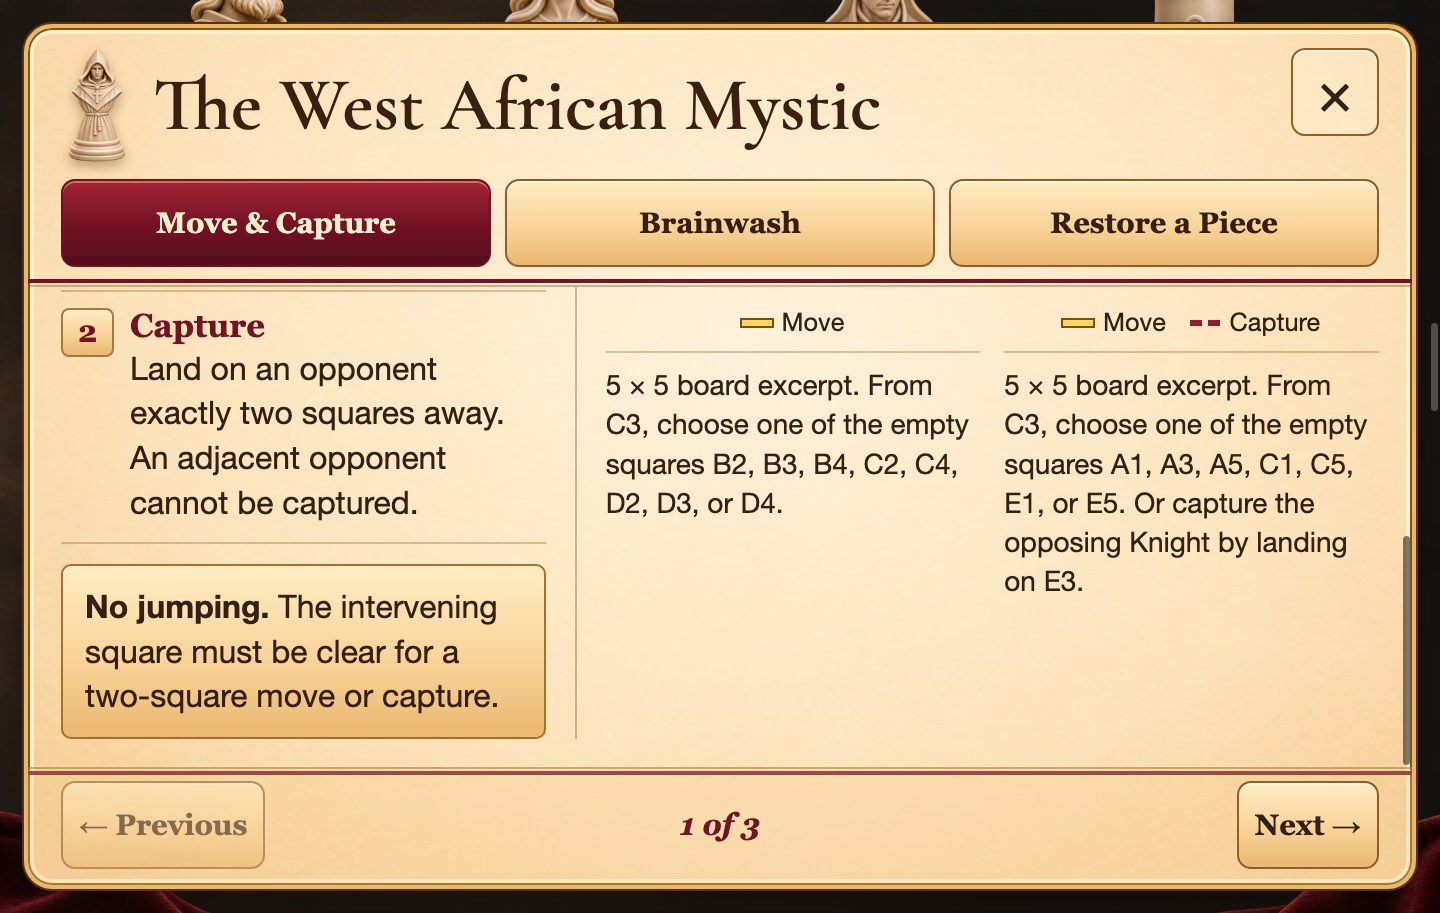 The West African Mystic
×
Move & Capture
Brainwash
Restore a Piece
2
Capture
Land on an opponent
exactly two squares away.
An adjacent opponent
cannot be captured.
No jumping. The intervening
square must be clear for a
two-square move or capture.
Move
5 × 5 board excerpt. From
C3, choose one of the empty
squares B2, B3, B4, C2, C4,
D2, D3, or D4.
Move Capture
5 × 5 board excerpt. From
C3, choose one of the empty
squares A1, A3, A5, C1, C5,
E1, or E5. Or capture the
opposing Knight by landing
on E3.
← Previous
1 of 3
Next →